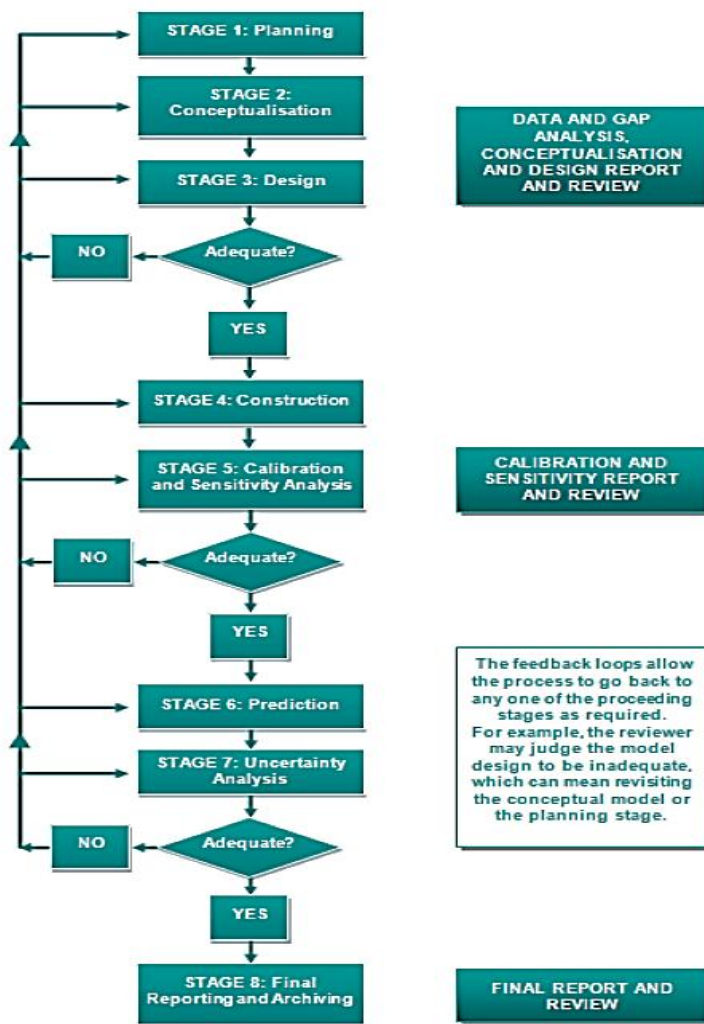 STAGE 1: Planning
STAGE 2:
Conceptualisation
DATA AND GAP
ANALYSIS,
CONCEPTUALISATION
AND DESIGN REPORT
AND REVIEW
STAGE 3: Design
NO
Adequate?
YES
STAGE 4: Construction
STAGE 5: Calibration
and Sensitivity Analysis
CALIBRATION AND
SENSITIVITY REPORT
AND REVIEW
NO
Adequate?
YES
The feedback loops allow
the process to go back to
any one of the proceeding
stages as required.
For example, the reviewer
may judge the model
design to be inadequate,
which can mean revisiting
the conceptual model or
the planning stage.
STAGE 6: Prediction
STAGE 7: Uncertainty
Analysis
NO
Adequate?
YES
STAGE 8: Final
Reporting and Archiving
FINAL REPORT AND
REVIEW